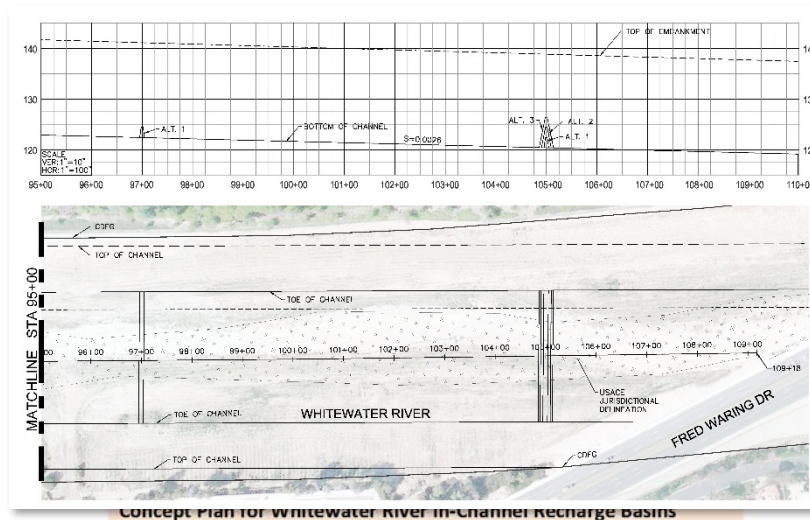 140
130
120
TOP OF EMBANKMENT
ALT. 1
BOTTOM OF CHANNEL
S=0.0026
ALT. 3
ALT. 2
ALT. 1
SCALE
VER:1"=10'
HOR:1"=100'
95+00 96+00 97+00 98+00 99+00 100+00 101+00 102+00 103+00 104+00 105+00 106+00 107+00 108+00 109+00 110+
CDFG
TOP OF CHANNEL
TOE OF CHANNEL
MATCHLINE STA 95+00
96+00 97+00 98+00 99+00 100+00 101+00 102+00 103+00 106+00 107+00 108+00 109+00
109+18
USACE
JURISDICTIONAL
DELINEATION
TOE OF CHANNEL
WHITEWATER RIVER
FRED WARING DR
TOP OF CHANNEL
CDFG
Concept Plan for Whitewater River In-Channel Recharge Basins